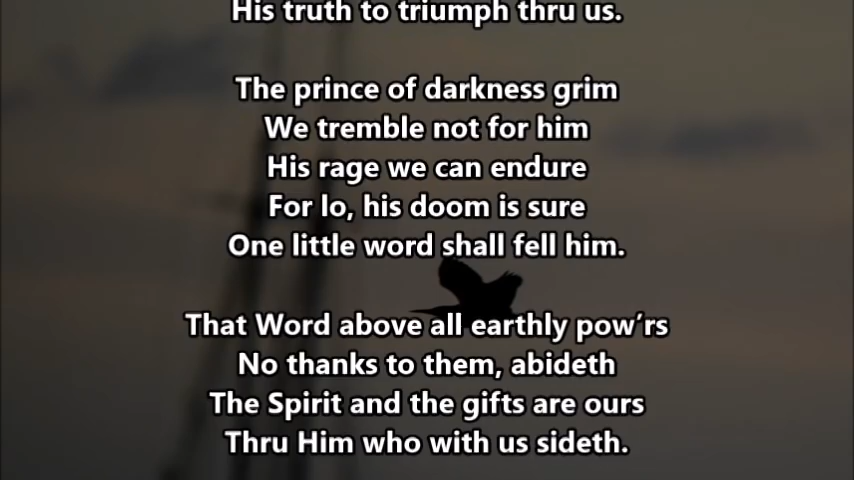 His truth to triumph thru us.
The prince of darkness grim
We tremble not for him
His rage we can endure
For lo, his doom is sure
One little word shall fell him.
That Word above all earthly pow’rs
No thanks to them, abideth
The Spirit and the gifts are ours
Thru Him who with us sideth.